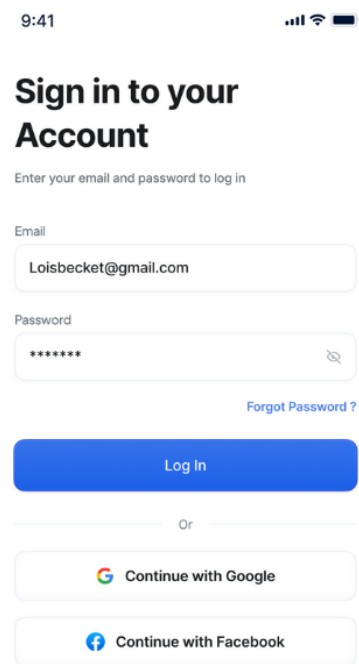 9:41
Sign in to your
Account
Enter your email and password to log in
Email
Loisbecket@gmail.com
Password
*******
Forgot Password ?
Log In
Or
Continue with Google
Continue with Facebook